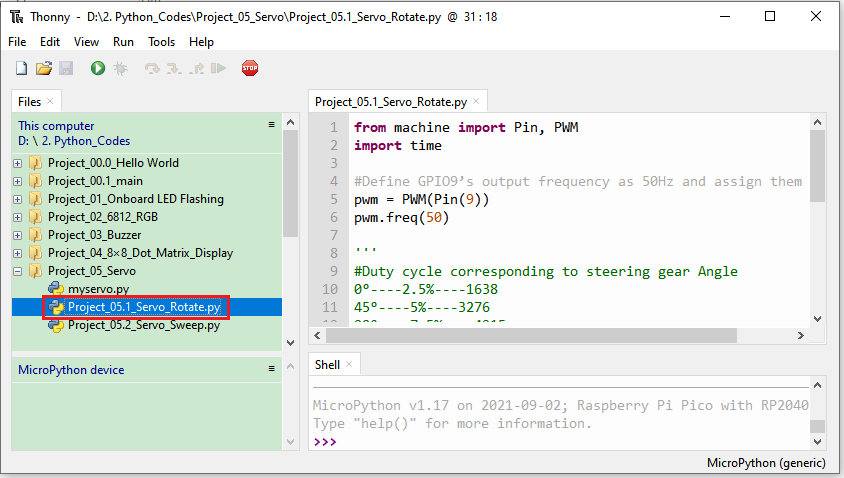 Thonny - D:\2. Python_Codes\Project_05_Servo\Project_05.1_Servo_Rotate.py @ 31 : 18
File Edit View Run Tools Help
STOP
Files
This computer
D: \ 2. Python_Codes
Project_00.0_Hello World
Project_00.1_main
Project_01_Onboard LED Flashing
Project_02_6812_RGB
Project_03_Buzzer
Project_04_8×8_Dot_Matrix_Display
Project_05_Servo
myservo.py
Project_05.1_Servo_Rotate.py
Project_05.2_Servo_Sweep.py
MicroPython device
Project_05.1_Servo_Rotate.py
1 from machine import Pin, PWM
2 import time
3
4 #Define GPIO9’s output frequency as 50Hz and assign them
5 pwm = PWM(Pin(9))
6 pwm.freq(50)
7
8 '''
9 #Duty cycle corresponding to steering gear Angle
10 0°----2.5%----1638
11 45°----5%----3276
Shell
MicroPython v1.17 on 2021-09-02; Raspberry Pi Pico with RP2040
Type "help()" for more information.
>>>
MicroPython (generic)